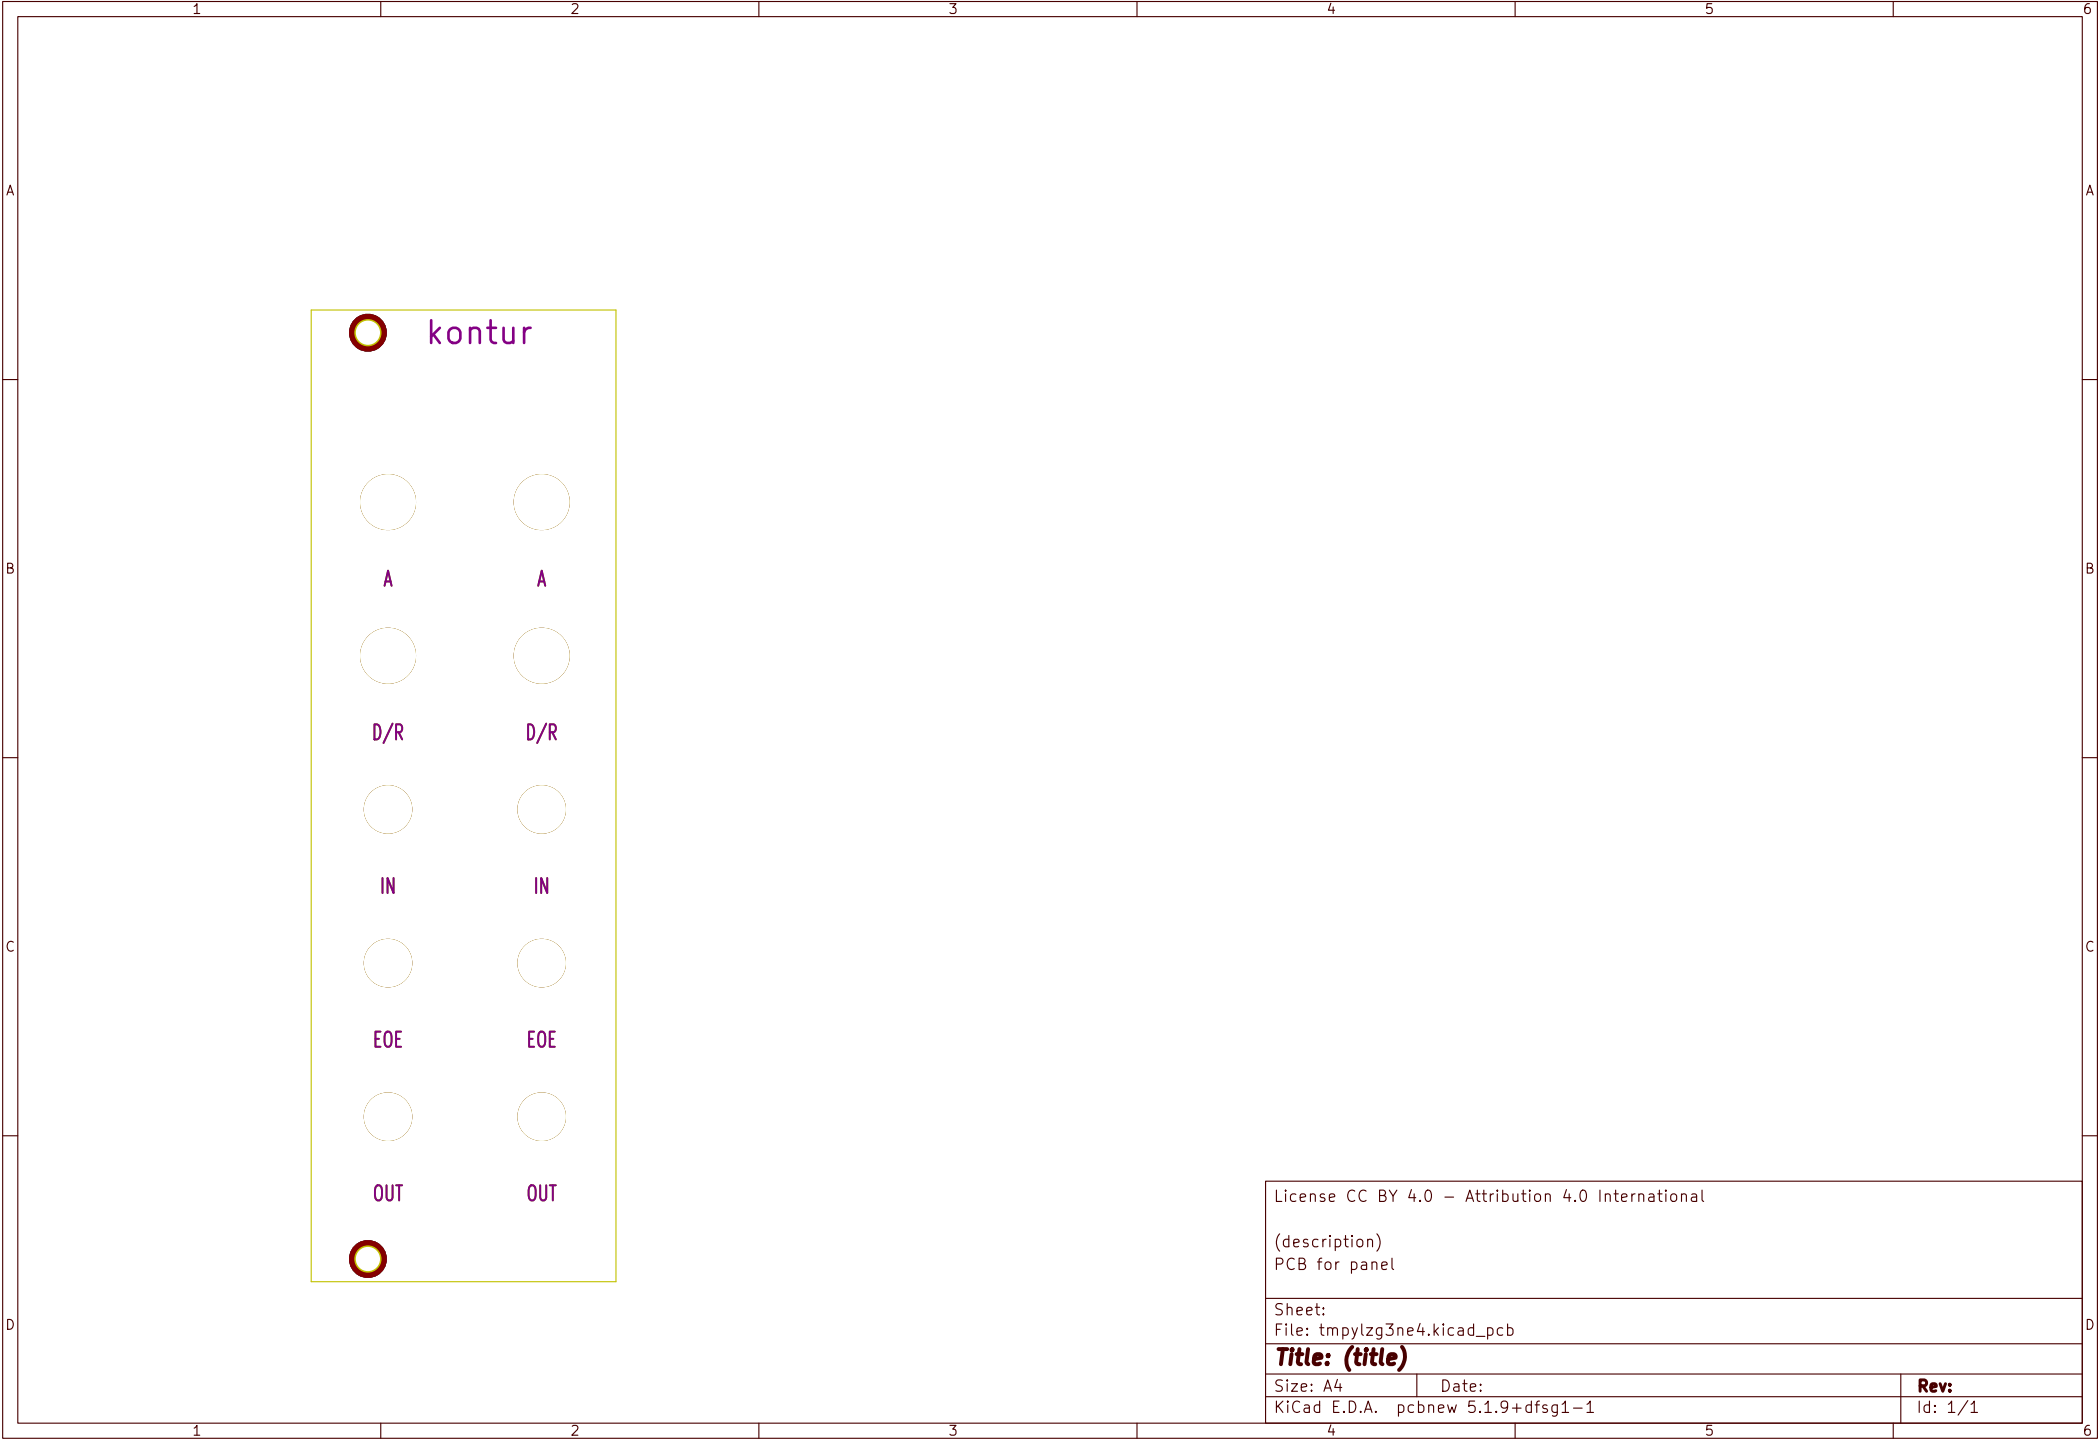 1 2 3 4 5 6
A A
kontur
B A A B
D/R D/R
IN IN
C C
EOE EOE
OUT OUT
License CC BY 4.0 - Attribution 4.0 International
(description)
PCB for panel
Sheet:
D File: tmpylzg3ne4.kicad_pcb D
Title: (title)
Size: A4 Date: Rev:
KiCad E.D.A. pcbnew 5.1.9+dfsg1-1 Id: 1/1
1 2 3 4 5 6